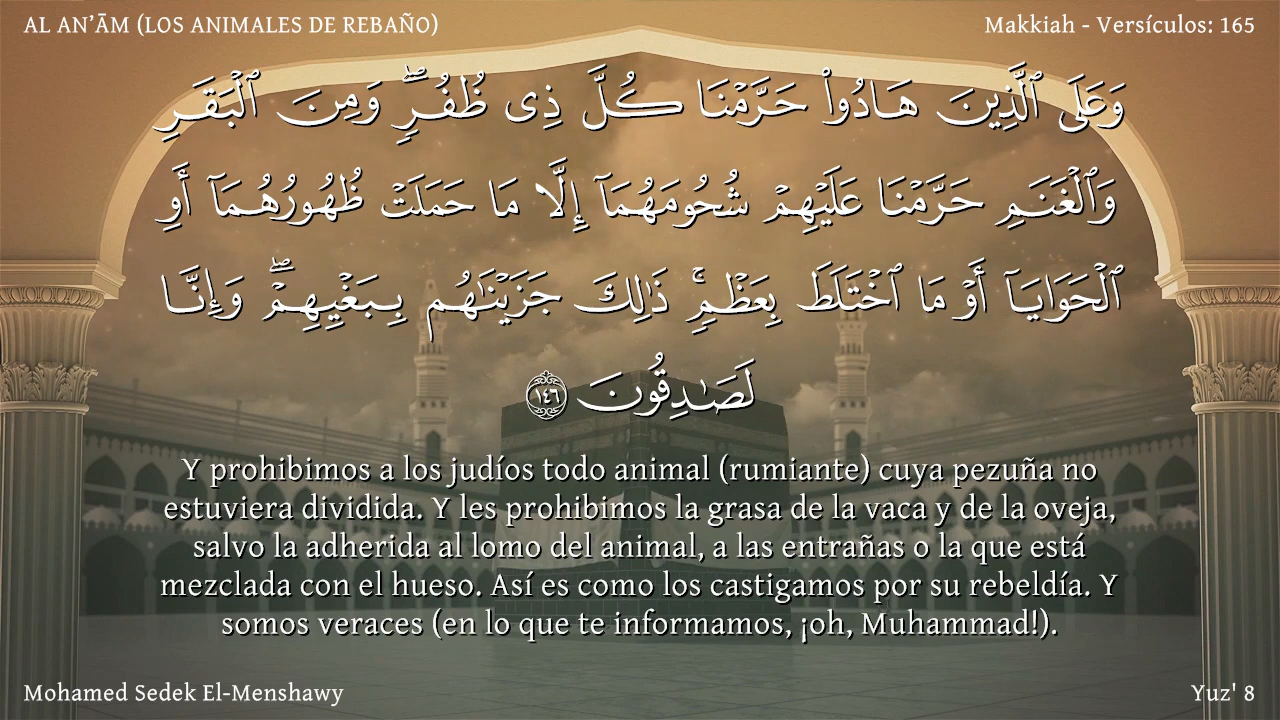 AL AN’ĀM (LOS ANIMALES DE REBAÑO)
Makkiah - Versículos: 165
وَعَلَى ٱلَّذِينَ هَادُوا۟ حَرَّمْنَا كُلَّ ذِى ظُفُرٍۢ ۖ وَمِنَ ٱلْبَقَرِ
وَٱلْغَنَمِ حَرَّمْنَا عَلَيْهِمْ شُحُومَهُمَآ إِلَّا مَا حَمَلَتْ ظُهُورُهُمَآ أَوِ
ٱلْحَوَايَآ أَوْ مَا ٱخْتَلَطَ بِعَظْمٍۢ ۚ ذَٰلِكَ جَزَيْنَـٰهُم بِبَغْيِهِمْ ۖ وَإِنَّا
لَصَـٰدِقُونَ ١٤٦
Y prohibimos a los judíos todo animal (rumiante) cuya pezuña no
estuviera dividida. Y les prohibimos la grasa de la vaca y de la oveja,
salvo la adherida al lomo del animal, a las entrañas o la que está
mezclada con el hueso. Así es como los castigamos por su rebeldía. Y
somos veraces (en lo que te informamos, ¡oh, Muhammad!).
Mohamed Sedek El-Menshawy
Yuz' 8